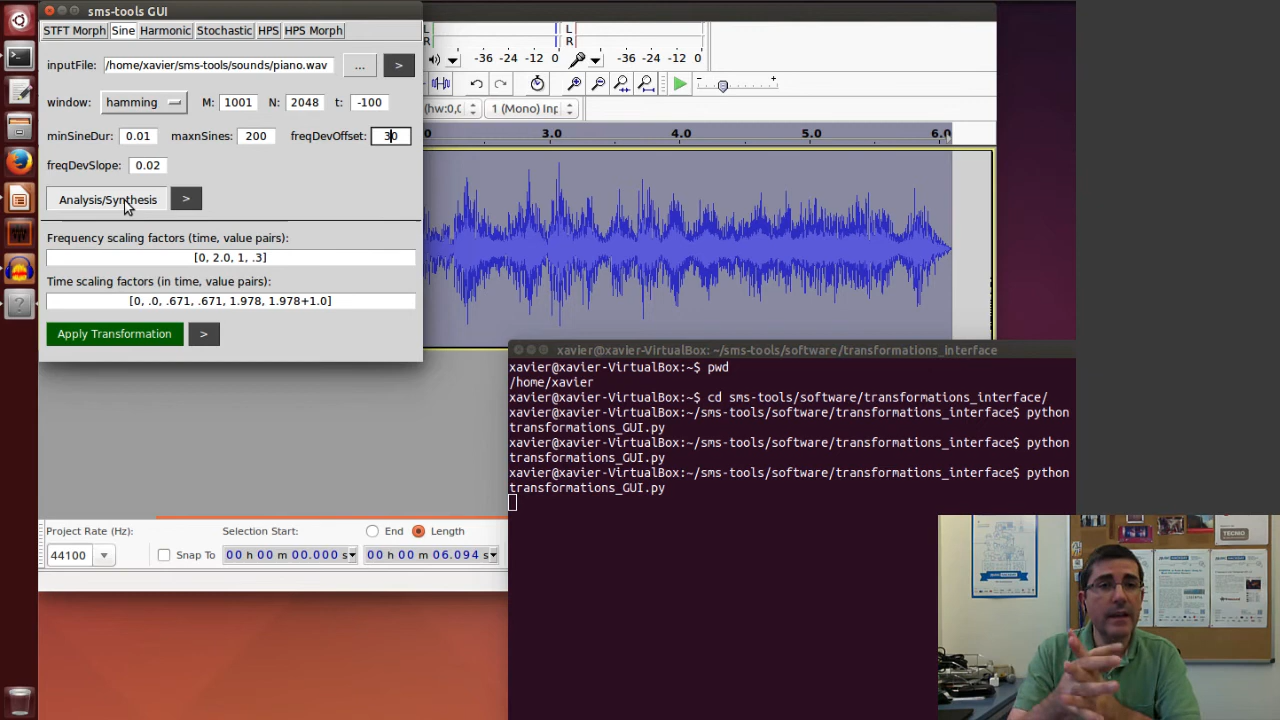 sms-tools GUI
STFT Morph Sine Harmonic Stochastic HPS HPS Morph
inputFile: /home/xavier/sms-tools/sounds/piano.wav ... >
window: hamming M: 1001 N: 2048 t: -100
minSineDur: 0.01 maxnSines: 200 freqDevOffset: 30
freqDevSlope: 0.02
Analysis/Synthesis >
Frequency scaling factors (time, value pairs):
[0, 2.0, 1, .3]
Time scaling factors (in time, value pairs):
[0, .0, .671, .671, 1.978, 1.978+1.0]
Apply Transformation >
L
R
L
R
-36 -24 -12 0 -36 -24 -12 0
- +
(hw:0,0 1 (Mono) Inp
0 3.0 4.0 5.0 6.0
xavier@xavier-VirtualBox: ~/sms-tools/software/transformations_interface
xavier@xavier-VirtualBox:~$ pwd
/home/xavier
xavier@xavier-VirtualBox:~$ cd sms-tools/software/transformations_interface/
xavier@xavier-VirtualBox:~/sms-tools/software/transformations_interface$ python
transformations_GUI.py
xavier@xavier-VirtualBox:~/sms-tools/software/transformations_interface$ python
transformations_GUI.py
xavier@xavier-VirtualBox:~/sms-tools/software/transformations_interface$ python
transformations_GUI.py
Project Rate (Hz): Selection Start: End Length
44100 Snap To 00 h 00 m 00.000 s 00 h 00 m 06.094 s
TECNIO